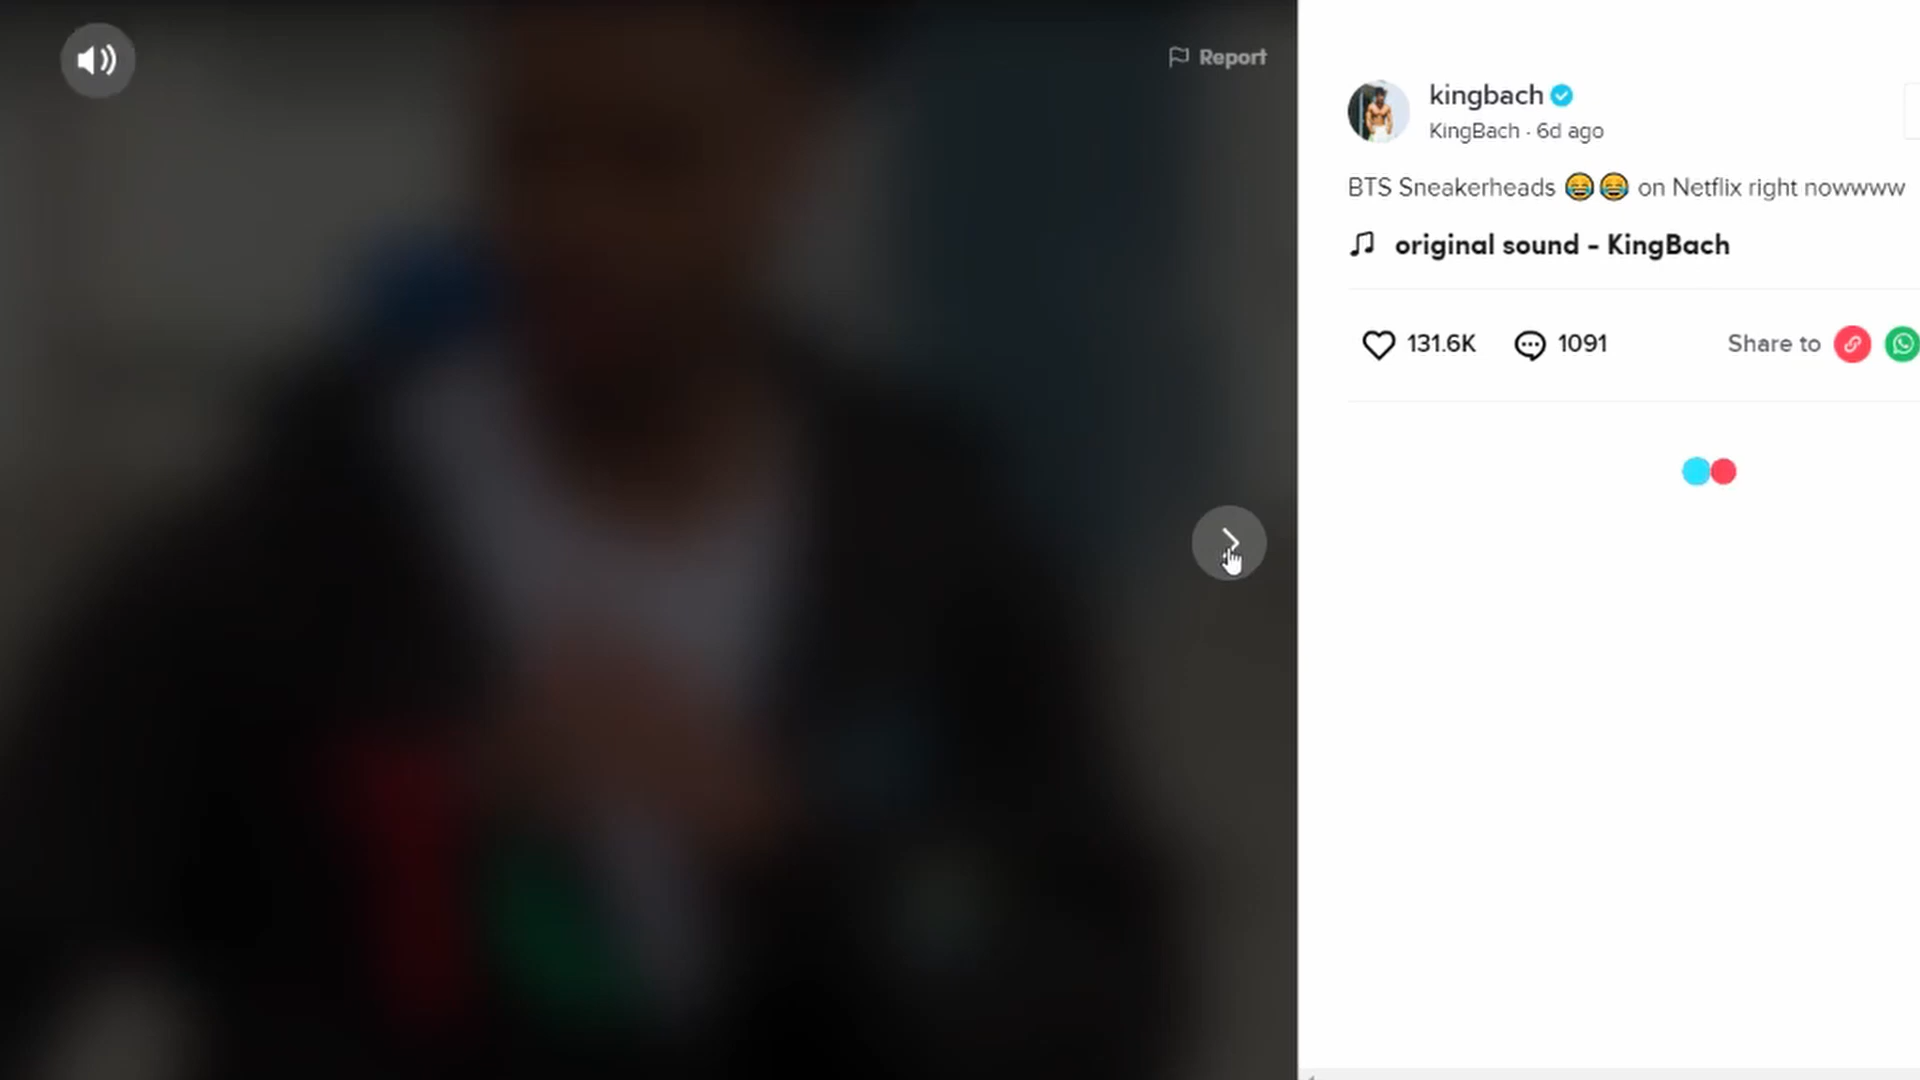 Report
kingbach
KingBach · 6d ago
BTS Sneakerheads 😂😂 on Netflix right nowwww
original sound - KingBach
131.6K
1091
Share to